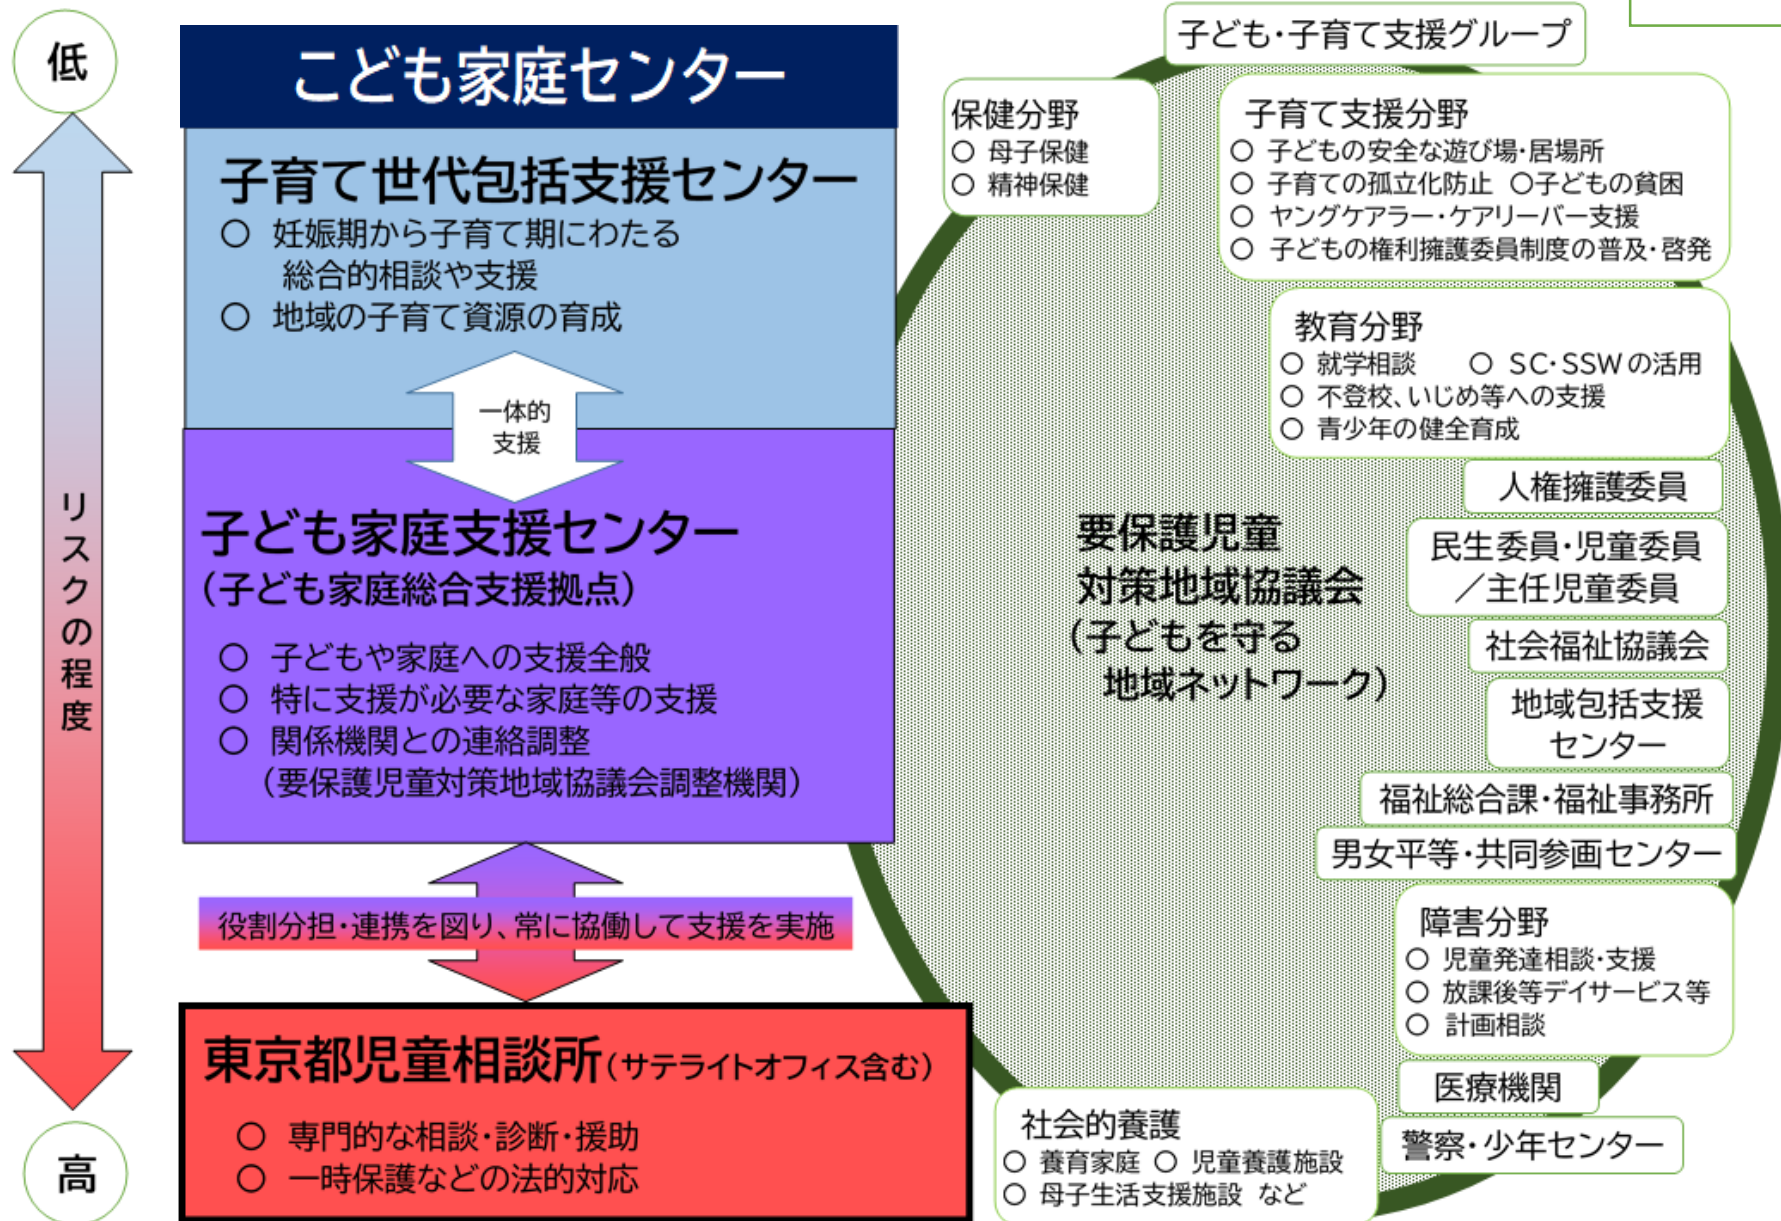 低
リスクの程度
高
こども家庭センター
子育て世代包括支援センター
○ 妊娠期から子育て期にわたる
総合的相談や支援
○ 地域の子育て資源の育成
一体的
支援
子ども家庭支援センター
(子ども家庭総合支援拠点)
○ 子どもや家庭への支援全般
○ 特に支援が必要な家庭等の支援
○ 関係機関との連絡調整
(要保護児童対策地域協議会調整機関)
役割分担・連携を図り、常に協働して支援を実施
東京都児童相談所(サテライトオフィス含む)
○ 専門的な相談・診断・援助
○ 一時保護などの法的対応
子ども・子育て支援グループ
保健分野
○ 母子保健
○ 精神保健
子育て支援分野
○ 子どもの安全な遊び場・居場所
○ 子育ての孤立化防止 ○子どもの貧困
○ ヤングケアラー・ケアリーバー支援
○ 子どもの権利擁護委員制度の普及・啓発
教育分野
○ 就学相談 ○ SC・SSWの活用
○ 不登校、いじめ等への支援
○ 青少年の健全育成
要保護児童
対策地域協議会
(子どもを守る
地域ネットワーク)
人権擁護委員
民生委員・児童委員
/主任児童委員
社会福祉協議会
地域包括支援
センター
福祉総合課・福祉事務所
男女平等・共同参画センター
障害分野
○ 児童発達相談・支援
○ 放課後等デイサービス等
○ 計画相談
医療機関
警察・少年センター
社会的養護
○ 養育家庭 ○ 児童養護施設
○ 母子生活支援施設 など